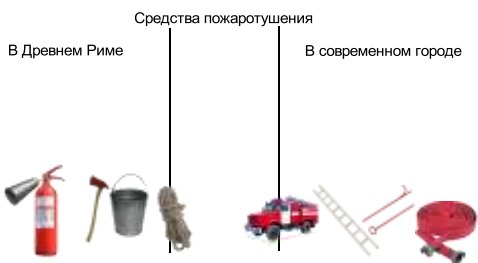 Средства пожаротушения
В Древнем Риме
В современном городе